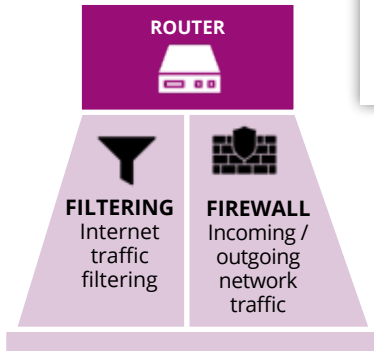 ROUTER
FILTERING
Internet
traffic
filtering
FIREWALL
Incoming /
outgoing
network
traffic